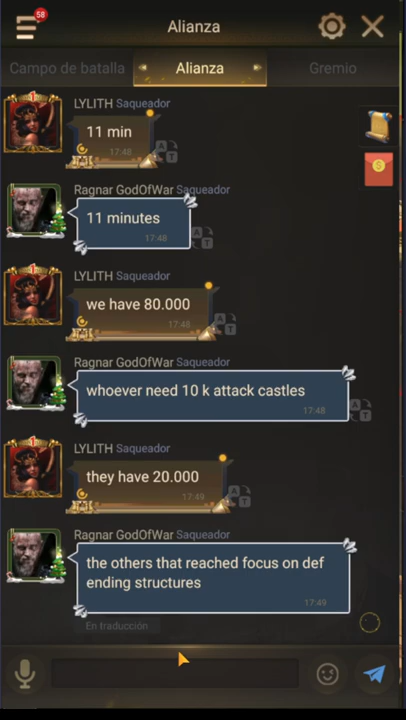 58
Alianza
Campo de batalla
Alianza
Gremio
LYLITH Saqueador
11 min
17:48
Ragnar GodOfWar Saqueador
11 minutes
17:48
LYLITH Saqueador
we have 80.000
17:48
Ragnar GodOfWar Saqueador
whoever need 10 k attack castles
17:48
LYLITH Saqueador
they have 20.000
17:49
Ragnar GodOfWar Saqueador
the others that reached focus on def
ending structures
17:49
En traducción